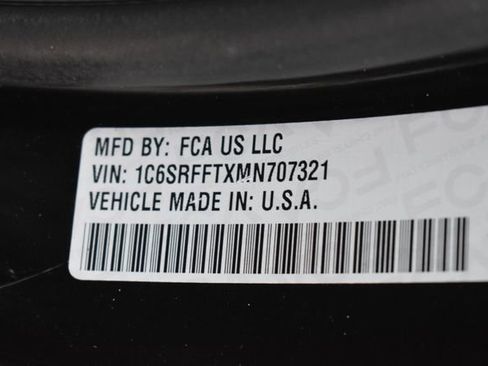 MFD BY: FCA US LLC
VIN: 1C6SRFFTXMN707321
VEHICLE MADE IN: U.S.A.